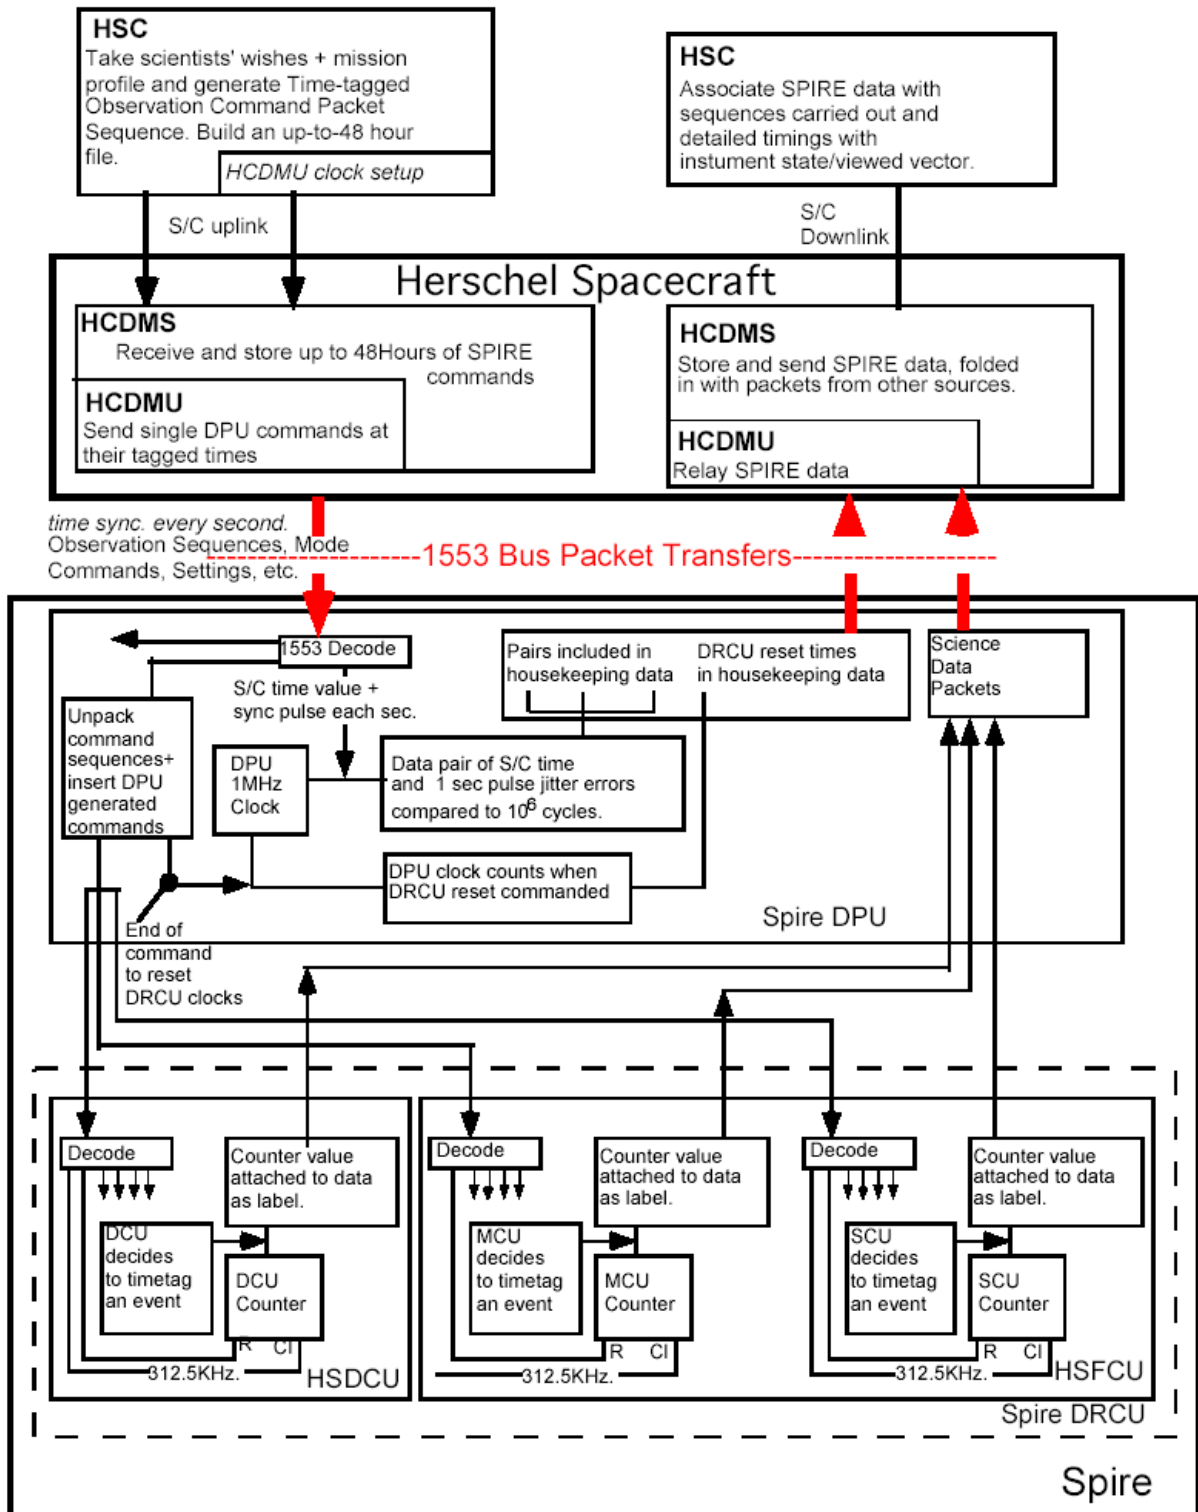 HSC
Take scientists' wishes + mission
profile and generate Time-tagged
Observation Command Packet
Sequence. Build an up-to-48 hour
file.
HCDMU clock setup
HSC
Associate SPIRE data with
sequences carried out and
detailed timings with
instument state/viewed vector.
S/C uplink
S/C
Downlink
Herschel Spacecraft
HCDMS
Receive and store up to 48Hours of SPIRE
commands
HCDMU
Send single DPU commands at
their tagged times
HCDMS
Store and send SPIRE data, folded
in with packets from other sources.
HCDMU
Relay SPIRE data
time sync. every second.
Observation Sequences, Mode
Commands, Settings, etc.
1553 Bus Packet Transfers
1553 Decode
S/C time value +
sync pulse each sec.
Pairs included in
housekeeping data
DRCU reset times
in housekeeping data
Science
Data
Packets
Unpack
command
sequences+
insert DPU
generated
commands
DPU
1MHz
Clock
Data pair of S/C time
and 1 sec pulse jitter errors
compared to 10⁶ cycles.
DPU clock counts when
DRCU reset commanded
Spire DPU
End of
command
to reset
DRCU clocks
Decode
Counter value
attached to data
as label.
DCU
decides
to timetag
an event
DCU
Counter
R CI
312.5KHz.
HSDCU
Decode
Counter value
attached to data
as label.
MCU
decides
to timetag
an event
MCU
Counter
R CI
312.5KHz.
Decode
Counter value
attached to data
as label.
SCU
decides
to timetag
an event
SCU
Counter
R CI
312.5KHz.
HSFCU
Spire DRCU
Spire